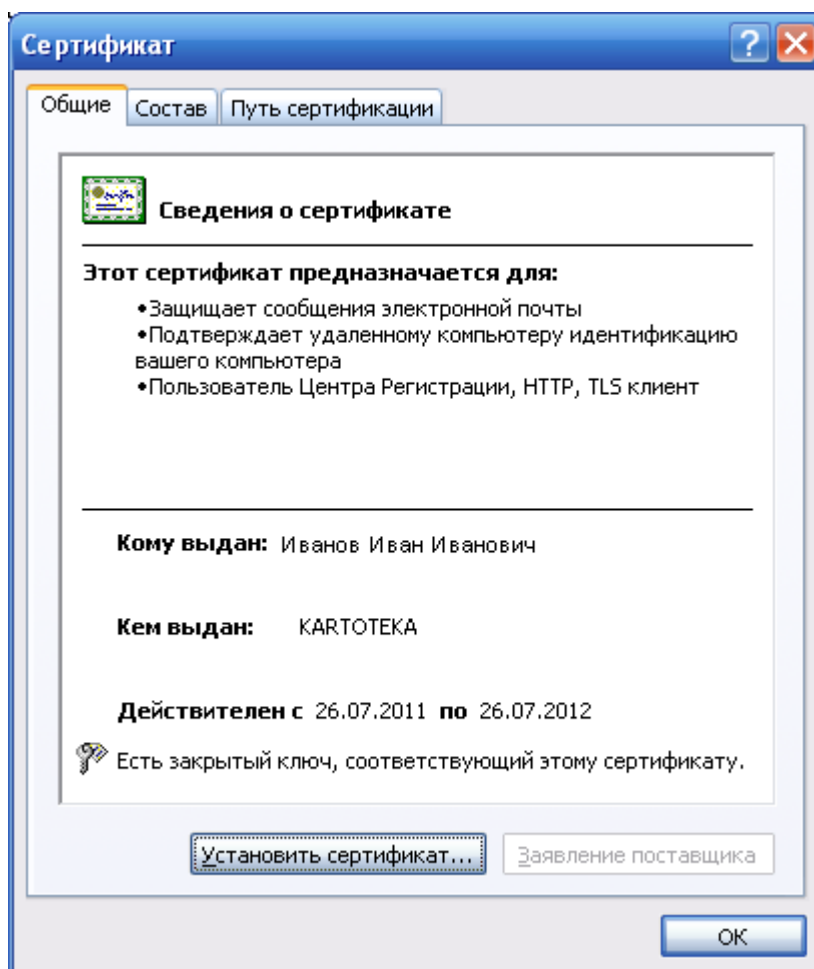 Сертификат
Общие Состав Путь сертификации
Сведения о сертификате
Этот сертификат предназначается для:
•Защищает сообщения электронной почты
•Подтверждает удаленному компьютеру идентификацию
вашего компьютера
•Пользователь Центра Регистрации, HTTP, TLS клиент
Кому выдан: Иванов Иван Иванович
Кем выдан: KARTOTEKA
Действителен с 26.07.2011 по 26.07.2012
Есть закрытый ключ, соответствующий этому сертификату.
Установить сертификат... Заявление поставщика
ОК